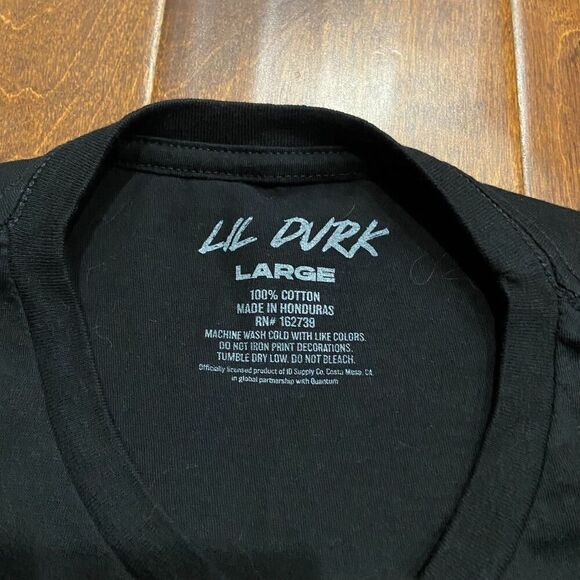 LIL DURK
LARGE
100% COTTON
MADE IN HONDURAS
RN# 162739
MACHINE WASH COLD WITH LIKE COLORS.
DO NOT IRON PRINT DECORATIONS.
TUMBLE DRY LOW. DO NOT BLEACH.
Officially licensed product of ID Supply Co. Costa Mesa, CA.
in global partnership with Quantum